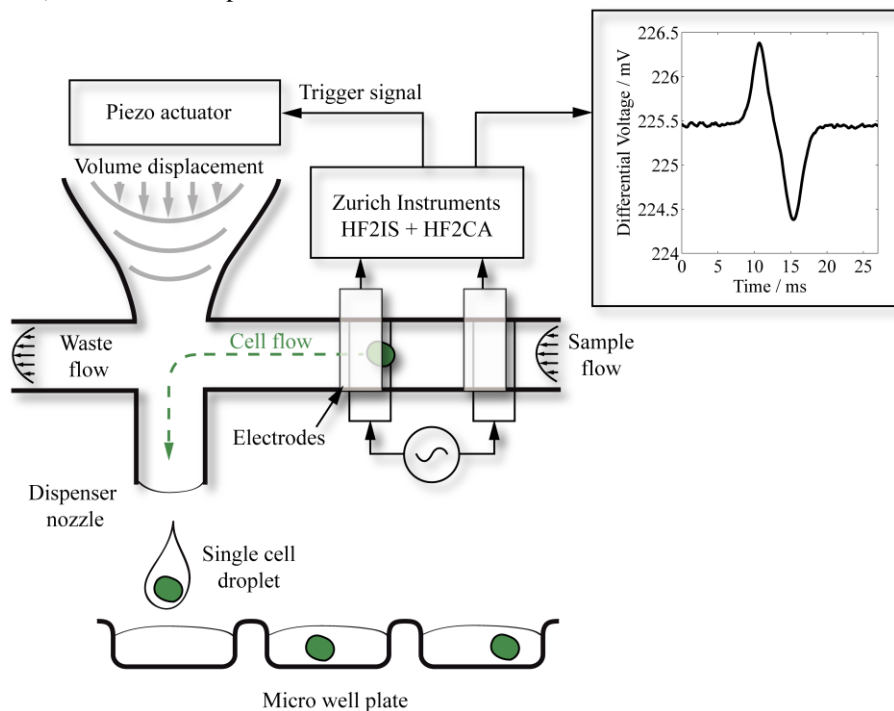 Piezo actuator
Trigger signal
Volume displacement
Zurich Instruments
HF2IS + HF2CA
Differential Voltage / mV
226.5
226
225.5
225
224.5
224
0
5
10
15
20
25
Time / ms
Waste
flow
Cell flow
Sample
flow
Electrodes
Dispenser
nozzle
Single cell
droplet
Micro well plate